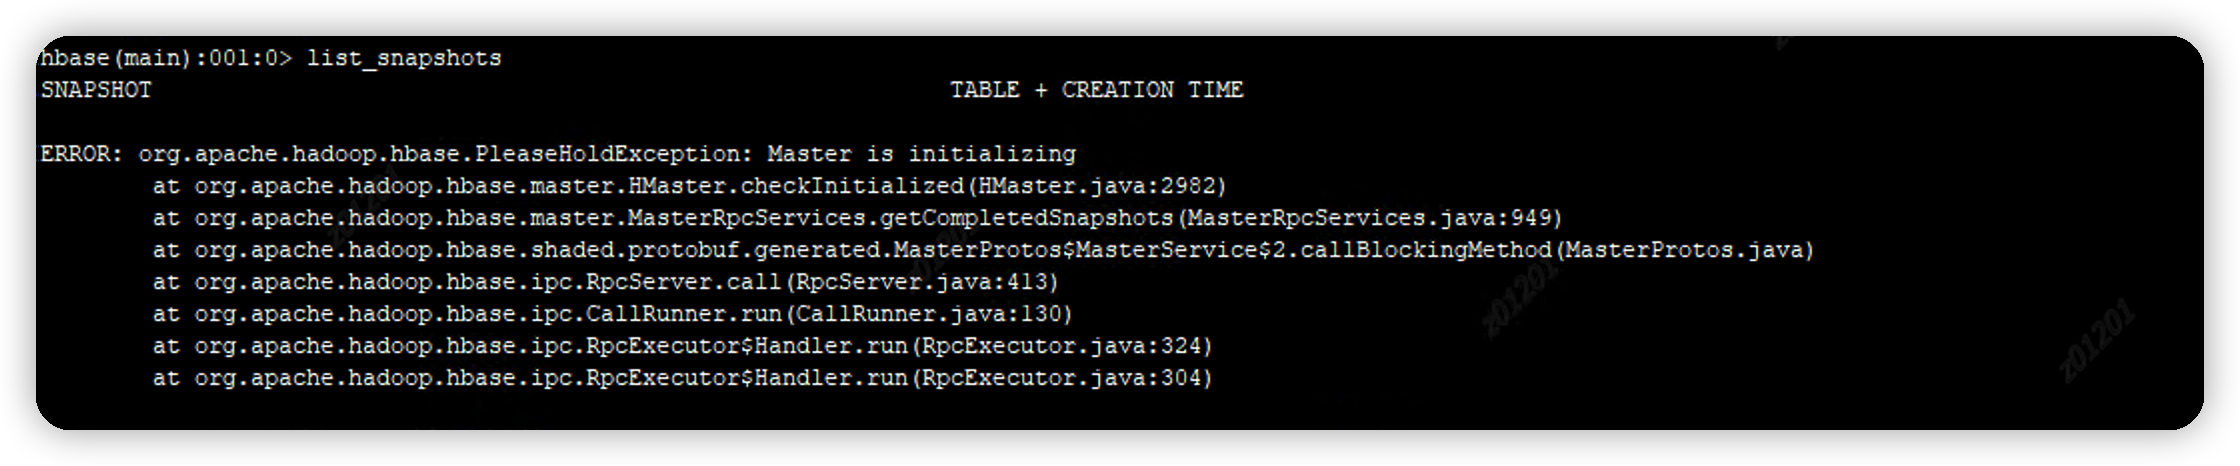 hbase(main):001:0> list_snapshots
SNAPSHOT TABLE + CREATION TIME
ERROR: org.apache.hadoop.hbase.PleaseHoldException: Master is initializing
at org.apache.hadoop.hbase.master.HMaster.checkInitialized(HMaster.java:2982)
at org.apache.hadoop.hbase.master.MasterRpcServices.getCompletedSnapshots(MasterRpcServices.java:949)
at org.apache.hadoop.hbase.shaded.protobuf.generated.MasterProtos$MasterService$2.callBlockingMethod(MasterProtos.java)
at org.apache.hadoop.hbase.ipc.RpcServer.call(RpcServer.java:413)
at org.apache.hadoop.hbase.ipc.CallRunner.run(CallRunner.java:130)
at org.apache.hadoop.hbase.ipc.RpcExecutor$Handler.run(RpcExecutor.java:324)
at org.apache.hadoop.hbase.ipc.RpcExecutor$Handler.run(RpcExecutor.java:304)
z01201
z01201